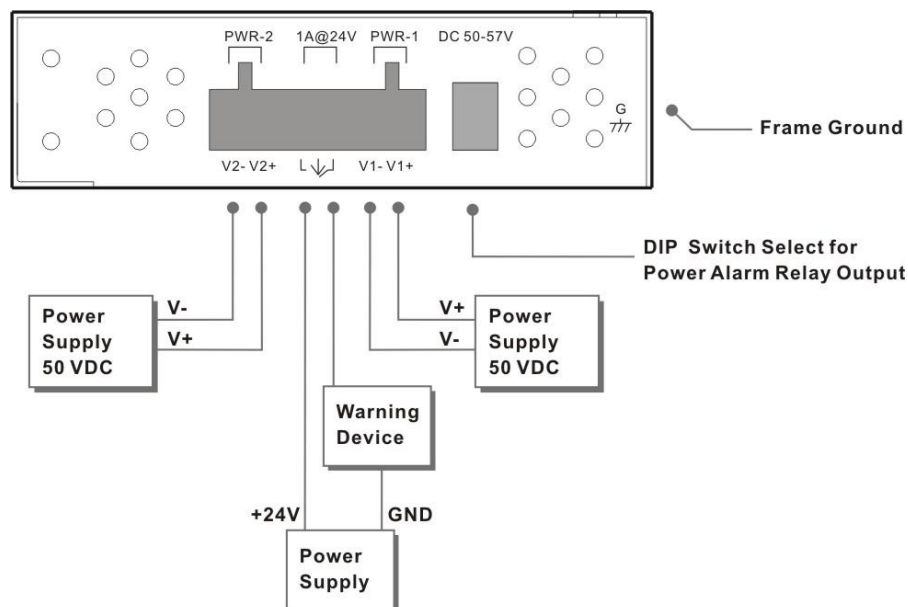 PWR-2 1A@24V PWR-1 DC 50-57V
G
Frame Ground
V2- V2+ V1- V1+
DIP Switch Select for
Power Alarm Relay Output
V-
V+
Power
Supply
50 VDC
V+
V-
Power
Supply
50 VDC
Warning
Device
+24V GND
Power
Supply